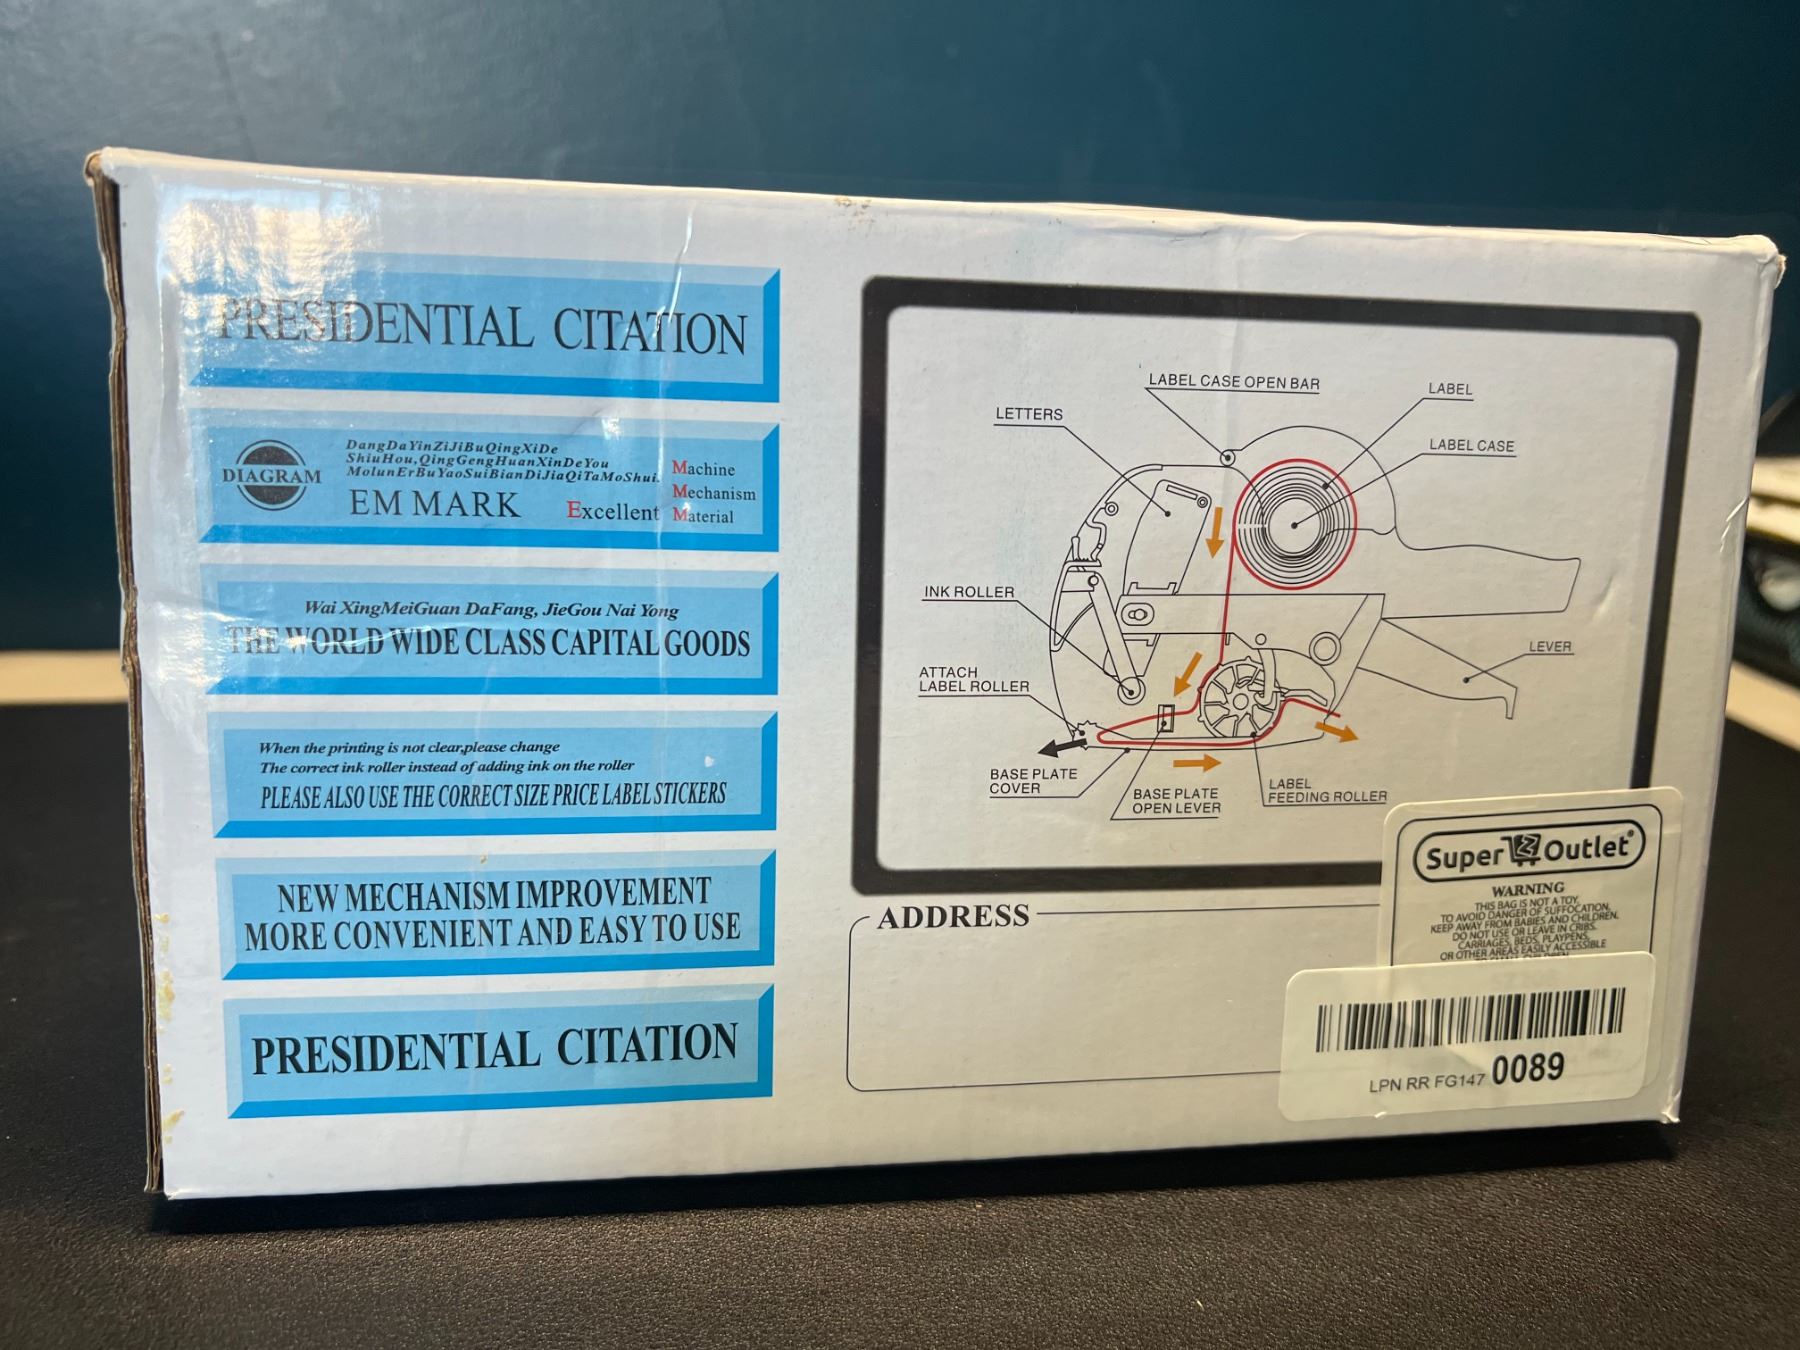 PRESIDENTIAL CITATION
DIAGRAM
DangDaYinZiJiBuQingXiDe
ShiuHou,QingGengHuanXinDeYou
MolunErBuYaoSuiBianDiJiaQiTaMoShui.
EM MARK
Excellent
Machine
Mechanism
Material
Wai XingMeiGuan DaFang, JieGou Nai Yong
THE WORLD WIDE CLASS CAPITAL GOODS
When the printing is not clear,please change
The correct ink roller instead of adding ink on the roller
PLEASE ALSO USE THE CORRECT SIZE PRICE LABEL STICKERS
NEW MECHANISM IMPROVEMENT
MORE CONVENIENT AND EASY TO USE
PRESIDENTIAL CITATION
LABEL CASE OPEN BAR
LABEL
LETTERS
LABEL CASE
INK ROLLER
LEVER
ATTACH
LABEL ROLLER
BASE PLATE
COVER
BASE PLATE
OPEN LEVER
LABEL
FEEDING ROLLER
ADDRESS
Super Outlet®
WARNING
THIS BAG IS NOT A TOY.
TO AVOID DANGER OF SUFFOCATION,
KEEP AWAY FROM BABIES AND CHILDREN.
DO NOT USE OR LEAVE IN CRIBS,
CARRIAGES, BEDS, PLAYPENS,
OR OTHER AREAS EASILY ACCESSIBLE
LPN RR FG147 0089